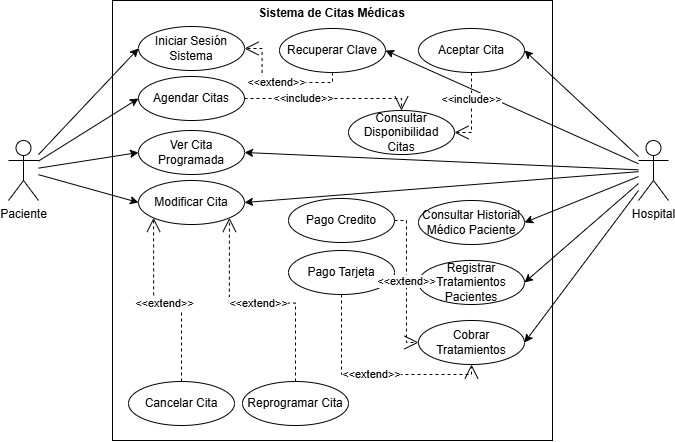 Sistema de Citas Médicas
Iniciar Sesión
Sistema
Recuperar Clave
Aceptar Cita
<<extend>>
Agendar Citas
<<include>>
<<include>>
Consultar
Disponibilidad
Citas
Ver Cita
Programada
Paciente
Modificar Cita
Hospital
Pago Credito
Consultar Historial
Médico Paciente
Pago Tarjeta
Registrar
Tratamientos
Pacientes
<<extend>>
<<extend>>
<<extend>>
Cobrar
Tratamientos
<<extend>>
Cancelar Cita
Reprogramar Cita